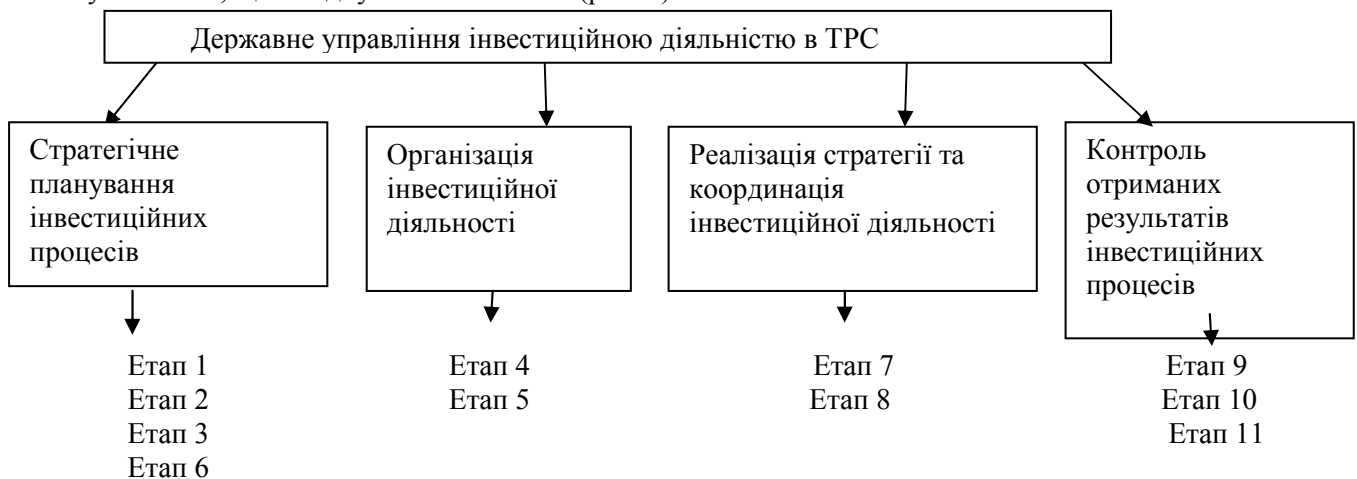 Державне управління інвестиційною діяльністю в ТРС
Стратегічне
планування
інвестиційних
процесів
Організація
інвестиційної
діяльності
Реалізація стратегії та
координація
інвестиційної діяльності
Контроль
отриманих
результатів
інвестиційних
процесів
Етап 1
Етап 2
Етап 3
Етап 6
Етап 4
Етап 5
Етап 7
Етап 8
Етап 9
Етап 10
Етап 11